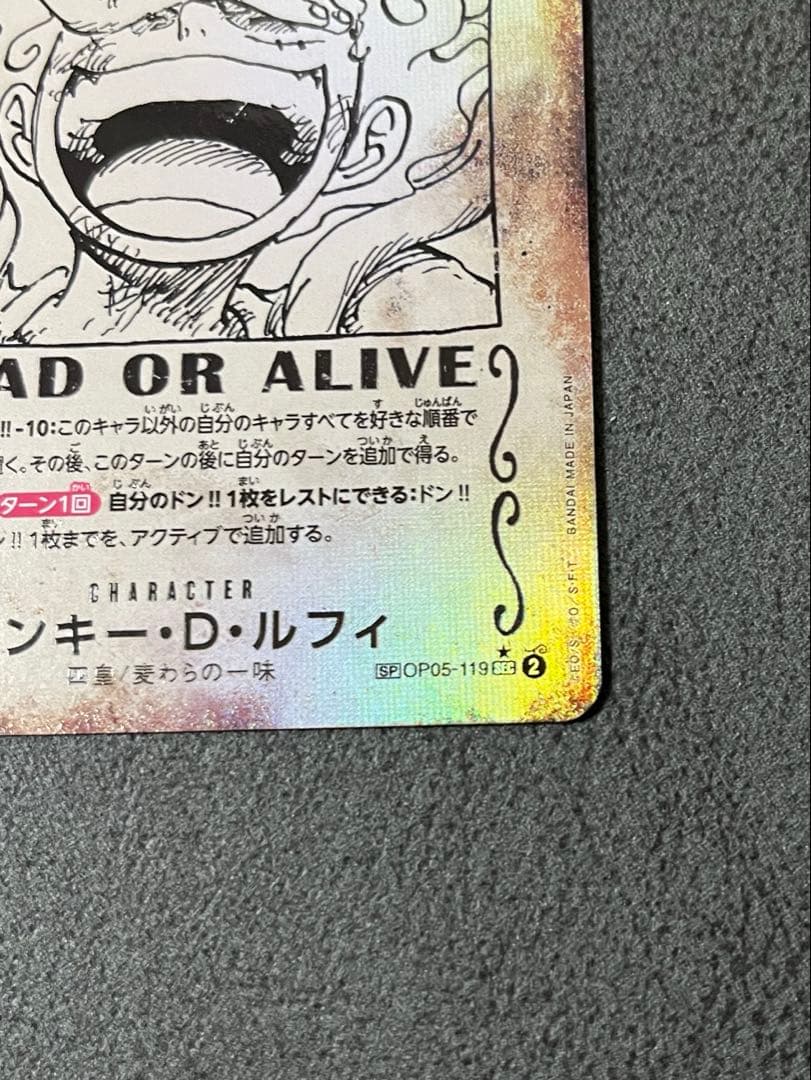 AD OR ALIVE
!!-10:このキャラ以外の自分のキャラすべてを好きな順番で
く。その後、このターンの後に自分のターンを追加で得る。
ターン1回 自分のドン!!1枚をレストにできる:ドン!!
ン!!1枚までを、アクティブで追加する。
CHARACTER
ンキー・D・ルフィ
四皇/麦わらの一味
SP OP05-119 SEC 2
BANDAI MADE IN JAPAN